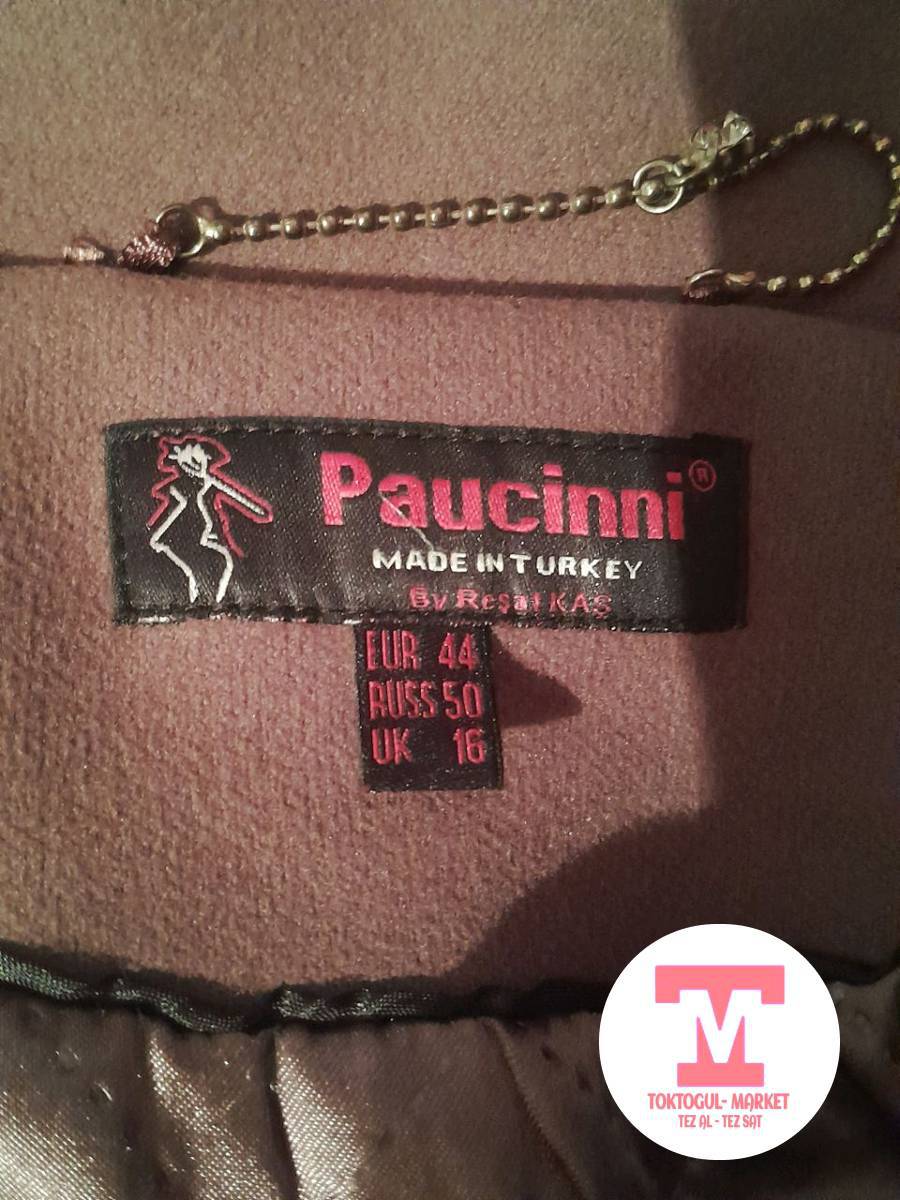 Paucinni®
MADE IN TURKEY
By Reşat KAŞ
EUR 44
RUSS 50
UK 16
TM
TOKTOGUL- MARKET
TEZ AL - TEZ SAT